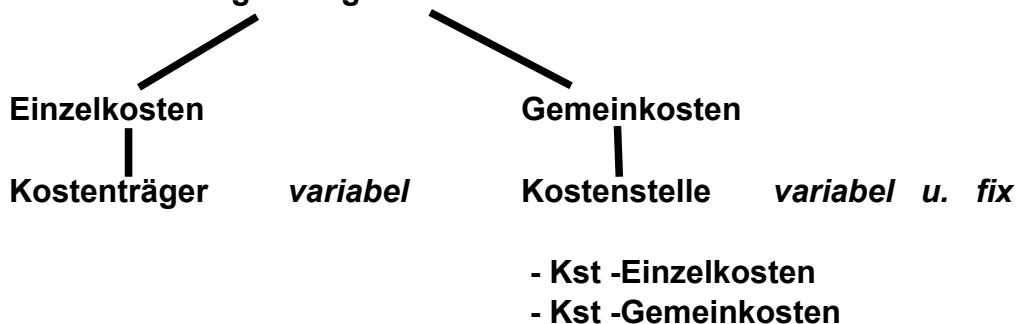 Einzelkosten Gemeinkosten
Kostenträger variabel Kostenstelle variabel u. fix
- Kst -Einzelkosten
- Kst -Gemeinkosten